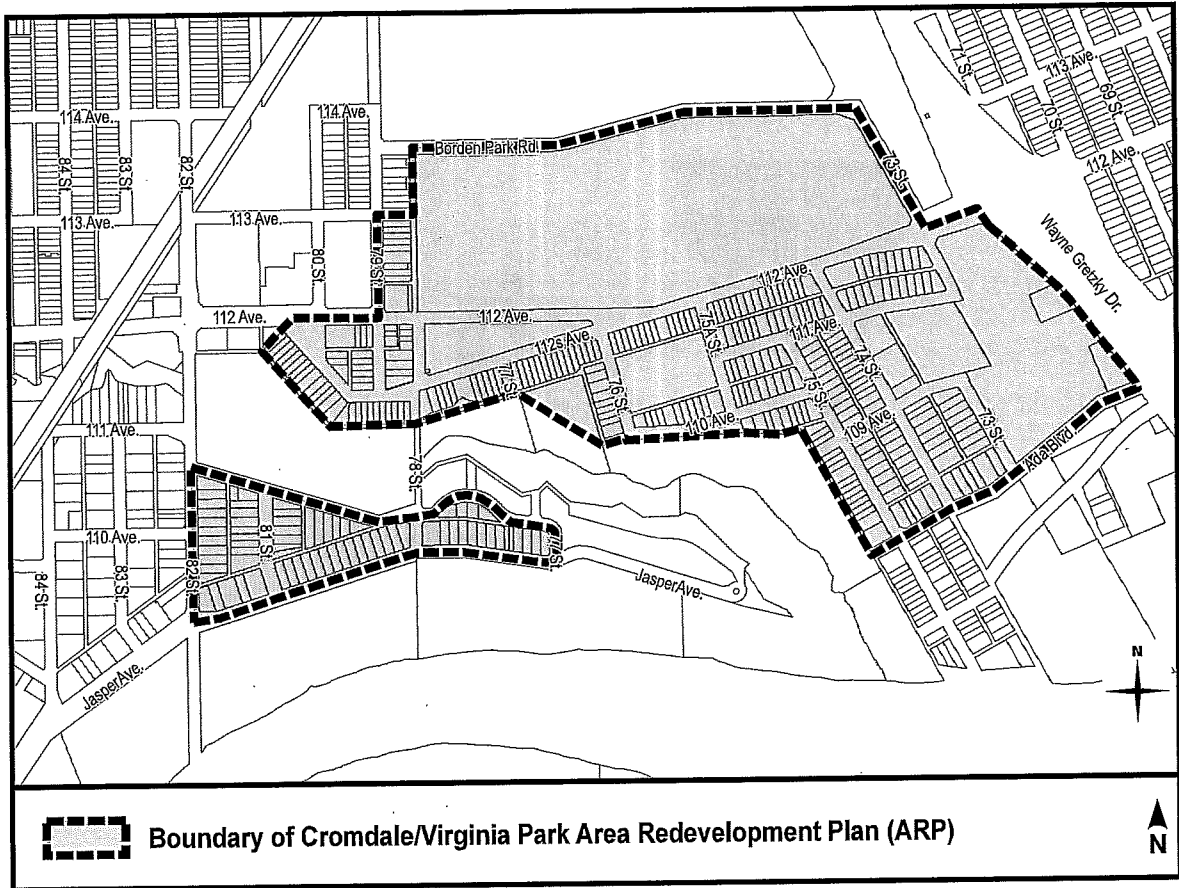 71 St.
113 Ave.
69 St.
70 St.
112 Ave.
114 Ave.
114 Ave.
84 St.
83 St.
82 St.
Borden Park Rd.
73 St.
113 Ave.
113 Ave.
80 St.
79 St.
Wayne Gretzky Dr.
112 Ave.
112 Ave.
112 Ave.
112s Ave.
75A St.
111 Ave.
74 St.
77 St.
76 St.
75 St.
110 Ave.
109 Ave.
73 St.
Ada Blvd
111 Ave.
78 St.
110 Ave.
81 St.
84 St.
83 St.
82 St.
Jasper Ave.
Jasper Ave.
N
Boundary of Cromdale/Virginia Park Area Redevelopment Plan (ARP)
N